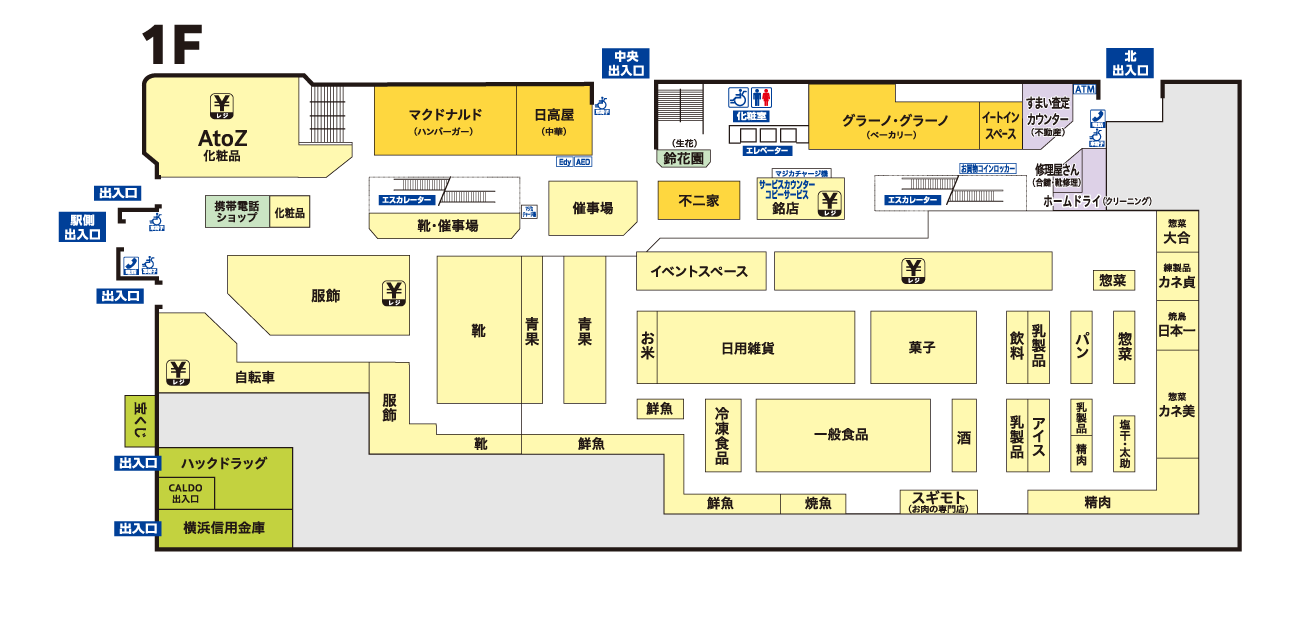 1F
中央
出入口
北
出入口
レジ
AtoZ
化粧品
マクドナルド
(ハンバーガー)
日高屋
(中華)
Edy
AED
(生花)
鈴花園
化粧室
エレベーター
グラーノ・グラーノ
(ベーカリー)
イートイン
スペース
すまい査定
カウンター
(不動産)
ATM
修理屋さん
(合鍵・靴修理)
ホームドライ(クリーニング)
出入口
駅側
出入口
出入口
携帯電話
ショップ
化粧品
エスカレーター
靴・催事場
催事場
不二家
マジカチャージ機
サービスカウンター
コピーサービス
銘店
レジ
お買物コインロッカー
エスカレーター
惣菜
大合
練製品
カネ貞
焼鳥
日本一
惣菜
カネ美
服飾
レジ
靴
青果
青果
イベントスペース
レジ
惣菜
お米
日用雑貨
菓子
飲料
乳製品
パン
惣菜
レジ
自転車
服飾
靴
鮮魚
鮮魚
冷凍食品
一般食品
酒
乳製品
アイス
乳製品
精肉
塩干・太助
鮮魚
焼魚
スギモト
(お肉の専門店)
精肉
宝くじ
出入口
ハックドラッグ
CALDO
出入口
出入口
横浜信用金庫